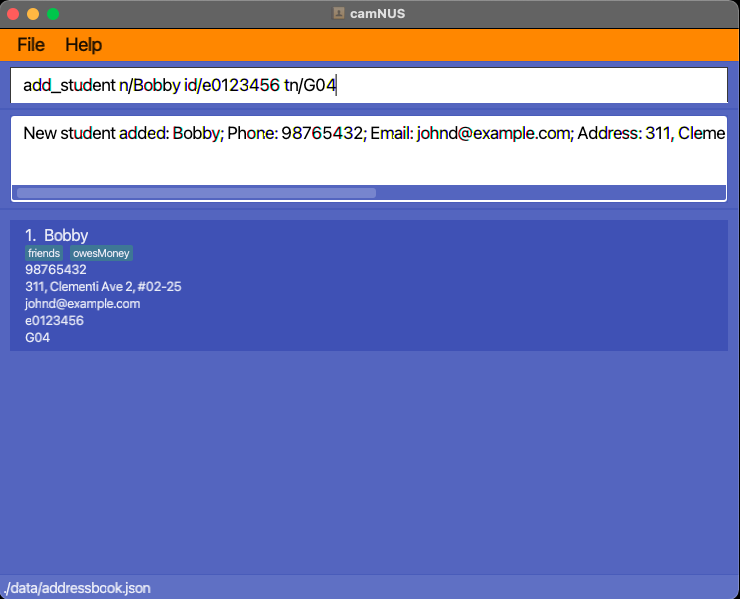 camNUS
File Help
add_student n/Bobby id/e0123456 tn/G04
New student added: Bobby; Phone: 98765432; Email: johnd@example.com; Address: 311, Cleme
1. Bobby
friends owesMoney
98765432
311, Clementi Ave 2, #02-25
johnd@example.com
e0123456
G04
./data/addressbook.json